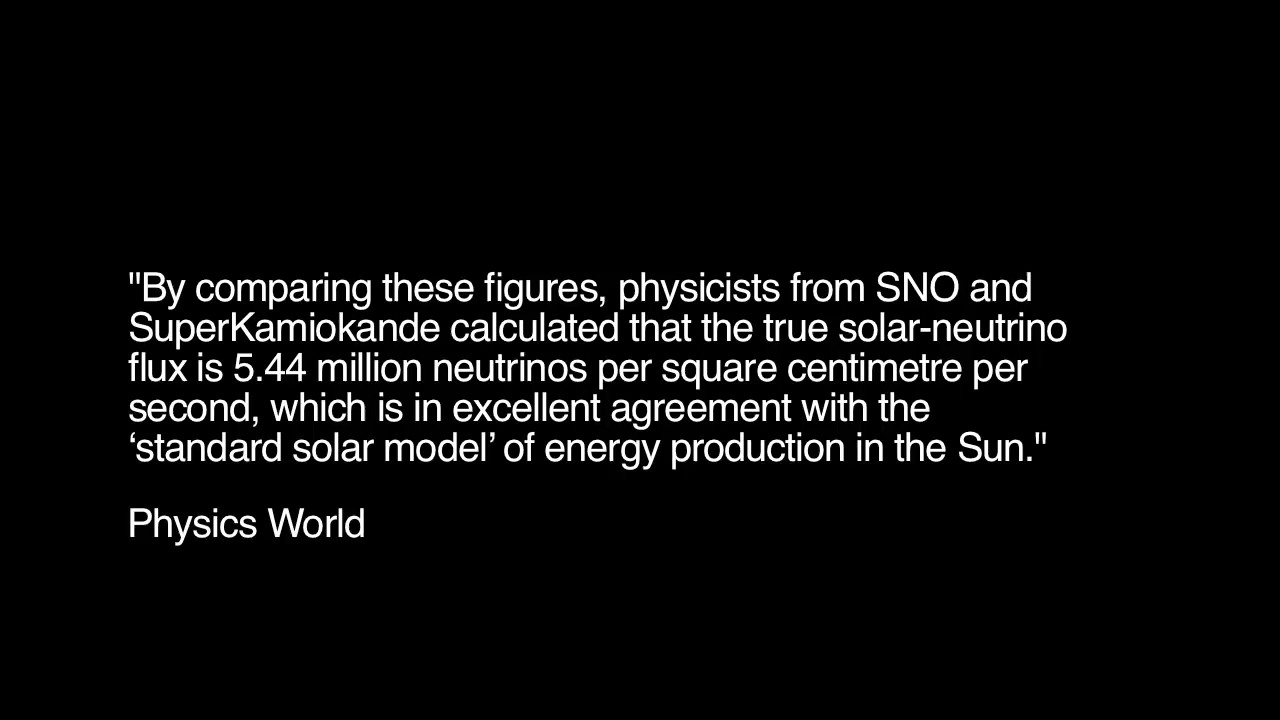 "By comparing these figures, physicists from SNO and
SuperKamiokande calculated that the true solar-neutrino
flux is 5.44 million neutrinos per square centimetre per
second, which is in excellent agreement with the
‘standard solar model’ of energy production in the Sun."
Physics World